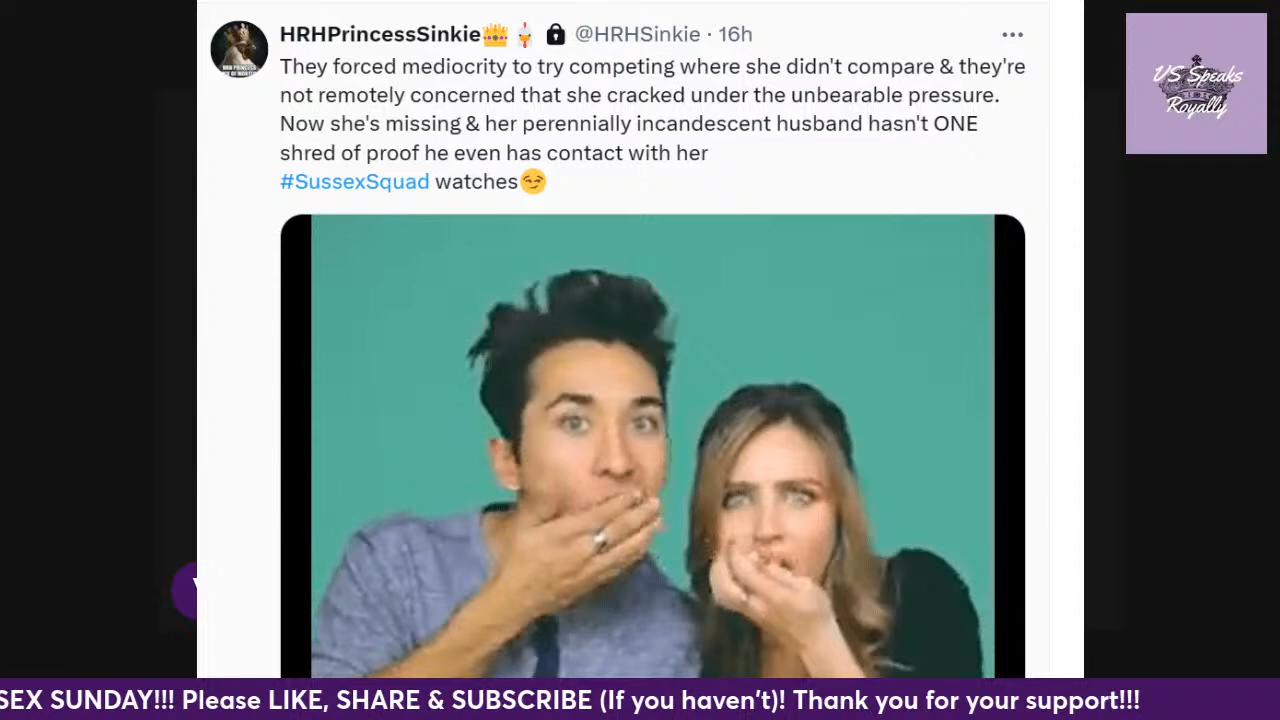 HRHPrincessSinkie👑🐓 🔒 @HRHSinkie · 16h
They forced mediocrity to try competing where she didn't compare & they're
not remotely concerned that she cracked under the unbearable pressure.
Now she's missing & her perennially incandescent husband hasn't ONE
shred of proof he even has contact with her
#SussexSquad watches😏
VS Speaks
Royally
SEX SUNDAY!!! Please LIKE, SHARE & SUBSCRIBE (If you haven't)! Thank you for your support!!!